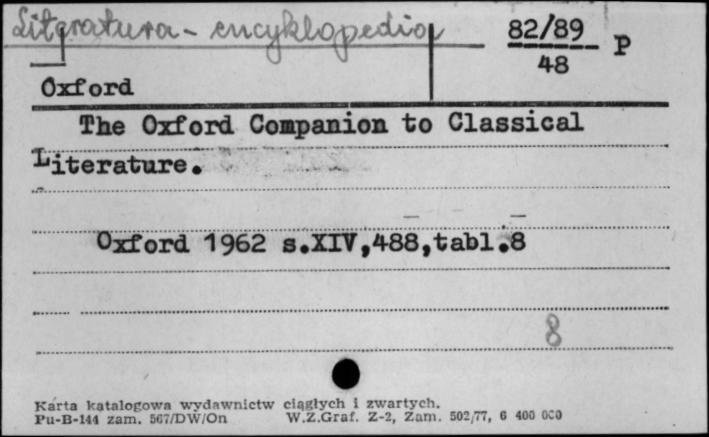 Literatura - encyklopedia
82/89 P
48
Oxford
The Oxford Companion to Classical
Literature.
Oxford 1962 s.XIV,488,tabl.8
8
Karta katalogowa wydawnictw ciągłych i zwartych.
Pu-B-144 zam. 567/DW/On W.Z.Graf. Z-2, Zam. 502/77, 6 400 000